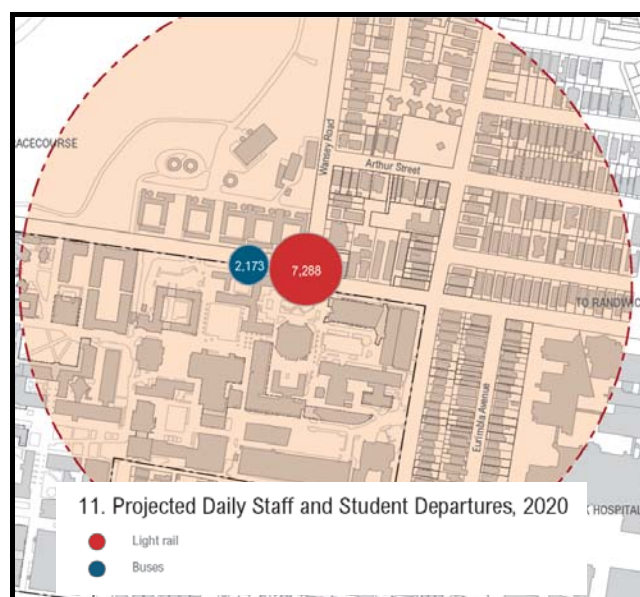 ACECOURSE
Wansey Road
Arthur Street
2,173
7,288
TO RANDWIC
Eurimbla Avenue
K HOSPITAL
11. Projected Daily Staff and Student Departures, 2020
Light rail
Buses